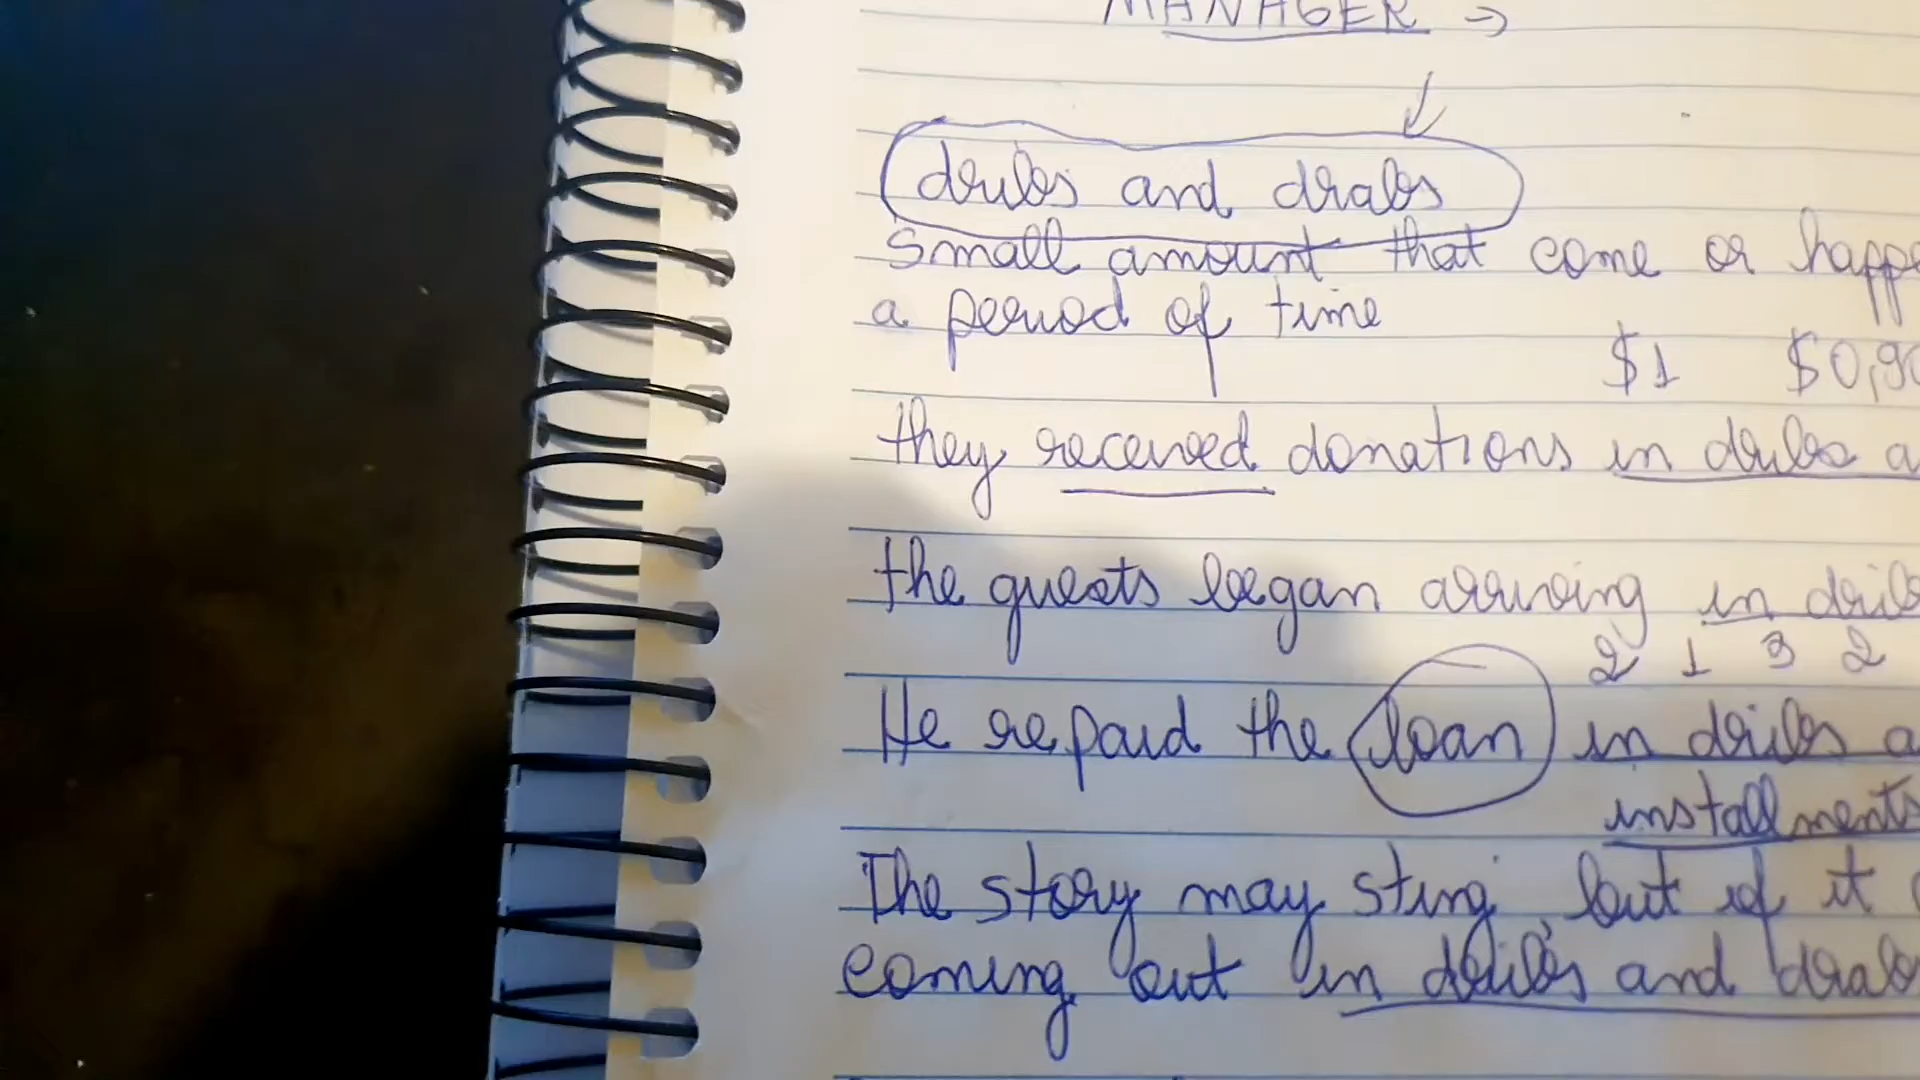 MANAGER →
dribs and drabs
small amount that come or happe
a period of time
$1 $0,90
they received donations in dribs a
the guests began arriving in drib
2 1 3 2
He repaid the loan in dribs a
installments
The story may sting, but if it
coming out in dribs and drab